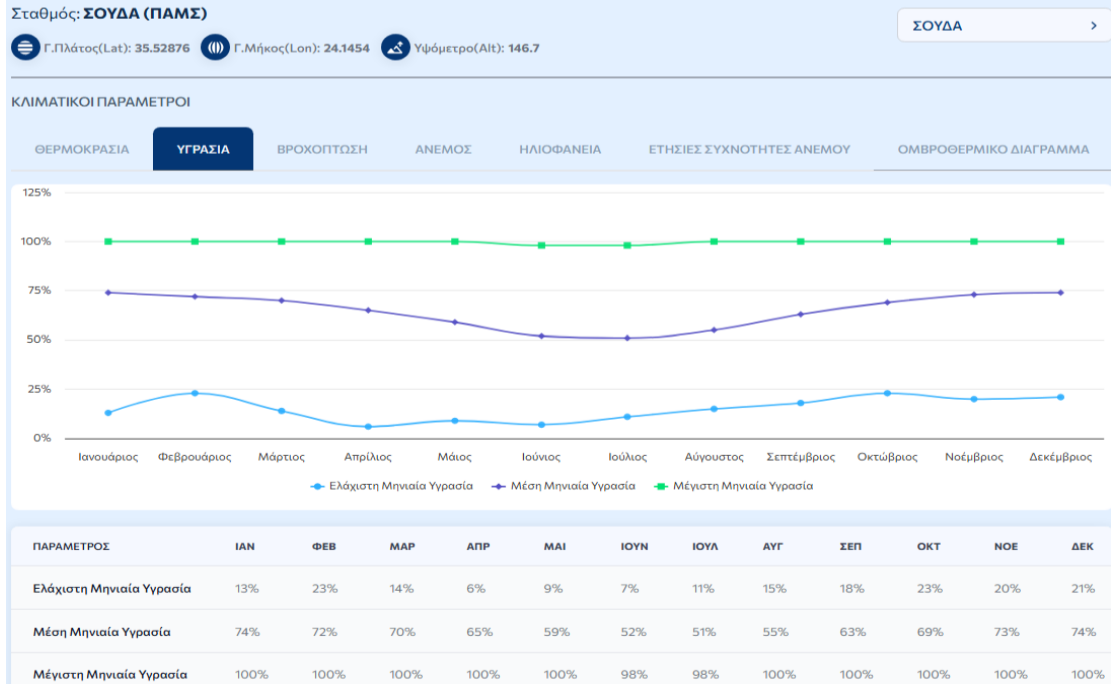 Σταθμός: ΣΟΥΔΑ (ΠΑΜΣ)
ΣΟΥΔΑ >
Γ.Πλάτος(Lat): 35.52876 Γ.Μήκος(Lon): 24.1454 Υψόμετρο(Alt): 146.7
ΚΛΙΜΑΤΙΚΟΙ ΠΑΡΑΜΕΤΡΟΙ
ΘΕΡΜΟΚΡΑΣΙΑ ΥΓΡΑΣΙΑ ΒΡΟΧΟΠΤΩΣΗ ΑΝΕΜΟΣ ΗΛΙΟΦΑΝΕΙΑ ΕΤΗΣΙΕΣ ΣΥΧΝΟΤΗΤΕΣ ΑΝΕΜΟΥ ΟΜΒΡΟΘΕΡΜΙΚΟ ΔΙΑΓΡΑΜΜΑ
125%
100%
75%
50%
25%
0%
Ιανουάριος Φεβρουάριος Μάρτιος Απρίλιος Μάιος Ιούνιος Ιούλιος Αύγουστος Σεπτέμβριος Οκτώβριος Νοέμβριος Δεκέμβριος
Ελάχιστη Μηνιαία Υγρασία Μέση Μηνιαία Υγρασία Μέγιστη Μηνιαία Υγρασία
ΠΑΡΑΜΕΤΡΟΣ ΙΑΝ ΦΕΒ ΜΑΡ ΑΠΡ ΜΑΙ ΙΟΥΝ ΙΟΥΛ ΑΥΓ ΣΕΠ ΟΚΤ ΝΟΕ ΔΕΚ
Ελάχιστη Μηνιαία Υγρασία 13% 23% 14% 6% 9% 7% 11% 15% 18% 23% 20% 21%
Μέση Μηνιαία Υγρασία 74% 72% 70% 65% 59% 52% 51% 55% 63% 69% 73% 74%
Μέγιστη Μηνιαία Υγρασία 100% 100% 100% 100% 100% 98% 98% 100% 100% 100% 100% 100%